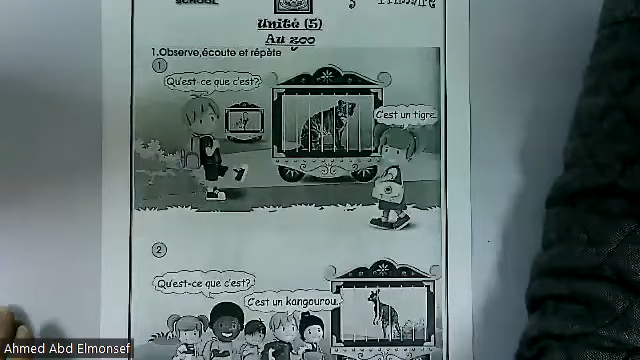 SCHOOL
Unité (5)
Au zoo
1.Observe,écoute et répète
1
Qu'est-ce que c'est?
C'est un tigre.
2
Qu'est-ce que c'est?
C'est un kangourou.
Ahmed Abd Elmonsef